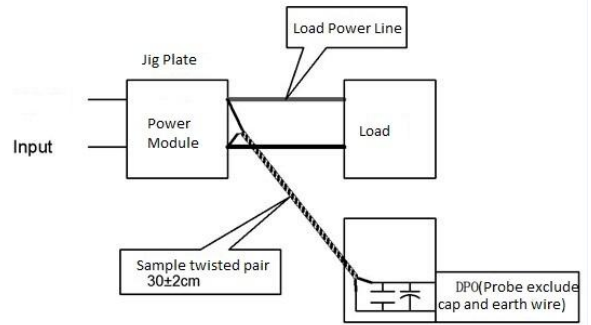 Load Power Line
Jig Plate
Power
Module
Load
Input
Sample twisted pair
30±2cm
DPO(Probe exclude
cap and earth wire)